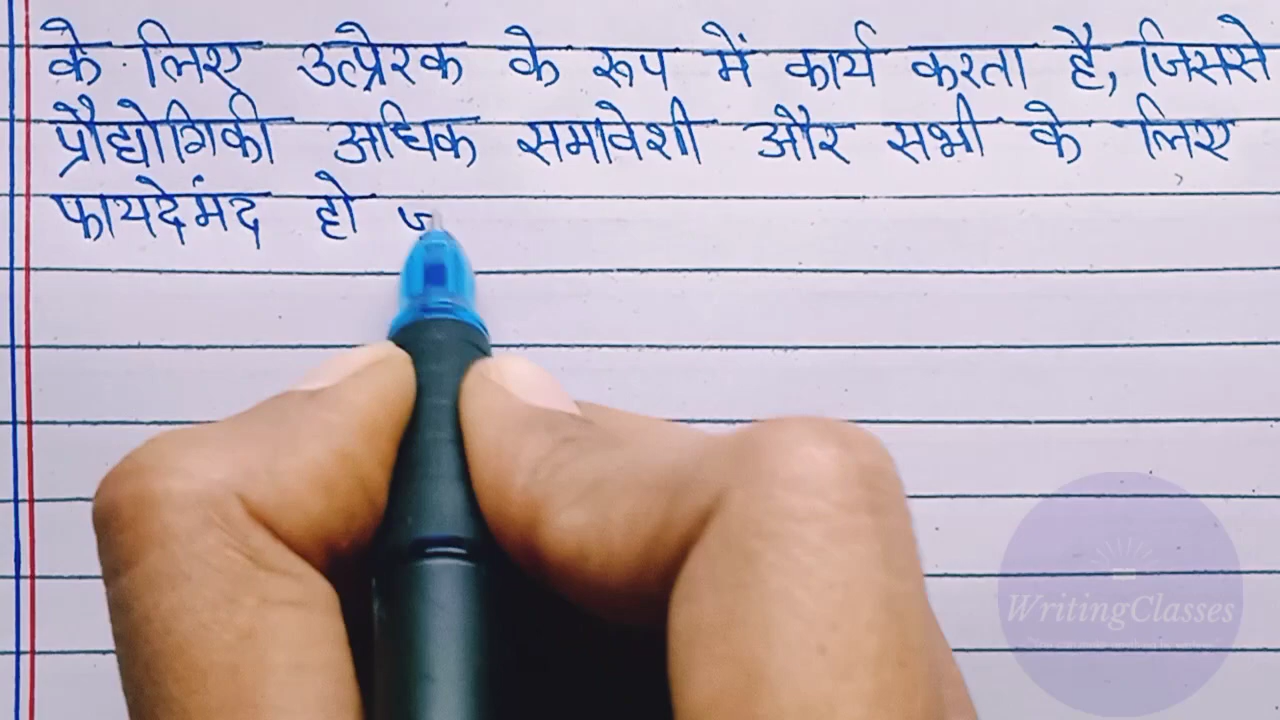 के लिए उत्प्रेरक के रूप में कार्य करता है, जिससे
प्रौद्योगिकी अधिक समावेशी और सभी के लिए
फायदेमंद हो
WritingClasses